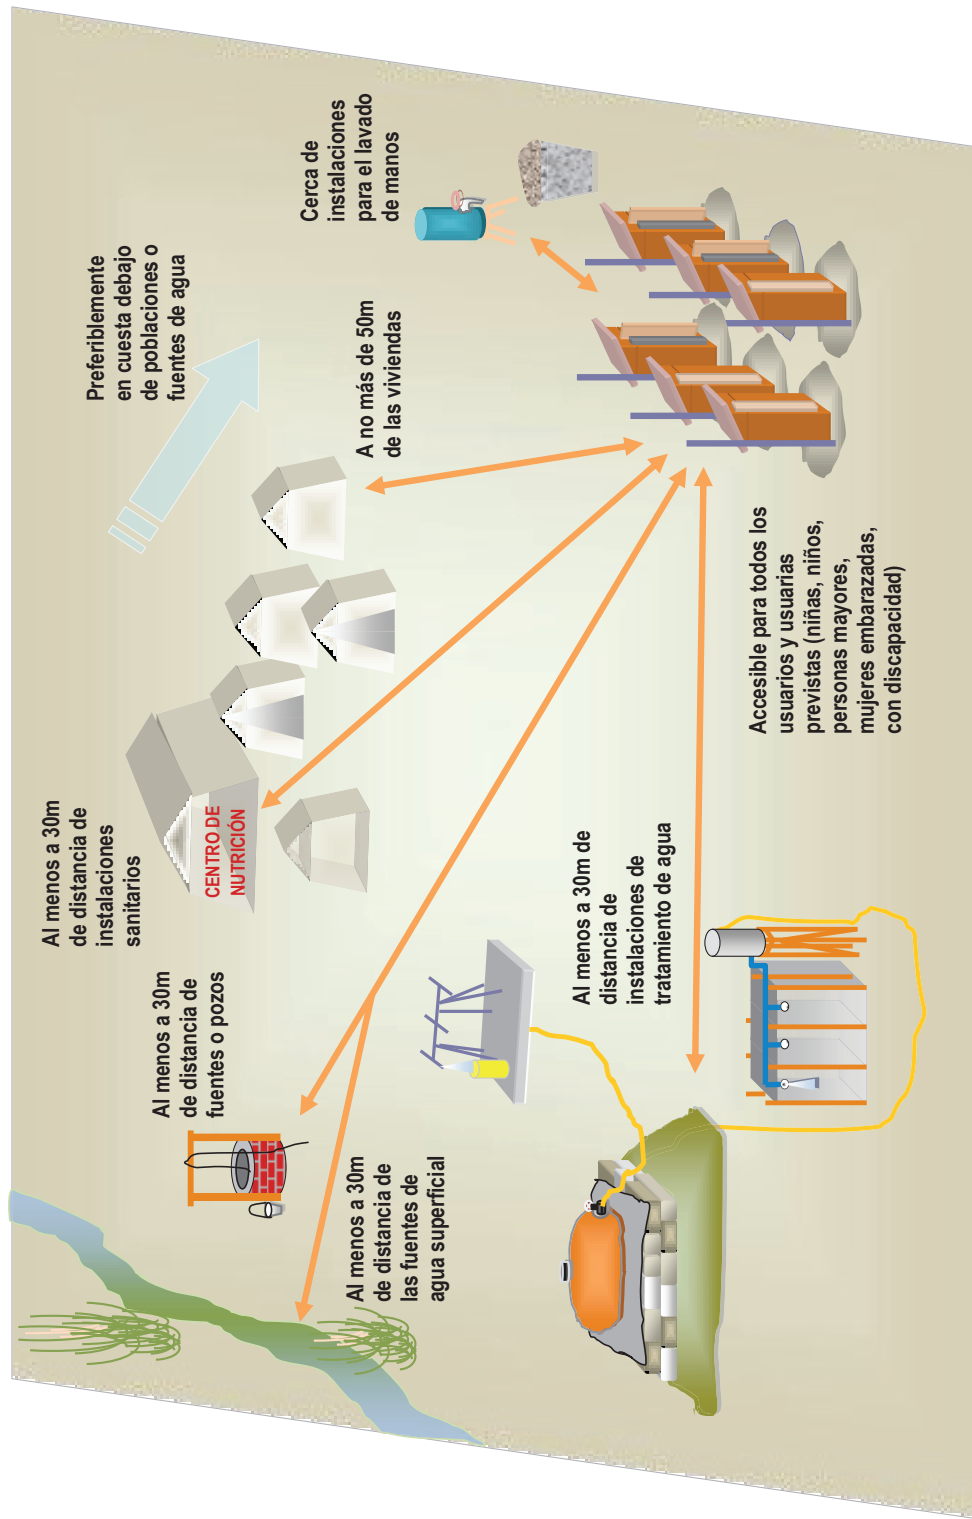 Al menos a 30m
de distancia de
instalaciones
sanitarios
Preferiblemente
en cuesta debajo
de poblaciones o
fuentes de agua
Cerca de
instalaciones
para el lavado
de manos
Al menos a 30m
de distancia de
fuentes o pozos
CENTRO DE
NUTRICIÓN
A no más de 50m
de las viviendas
Al menos a 30m
de distancia de
las fuentes de
agua superficial
Al menos a 30m de
distancia de
instalaciones de
tratamiento de agua
Accesible para todos los
usuarios y usuarias
previstas (niñas, niños,
personas mayores,
mujeres embarazadas,
con discapacidad)